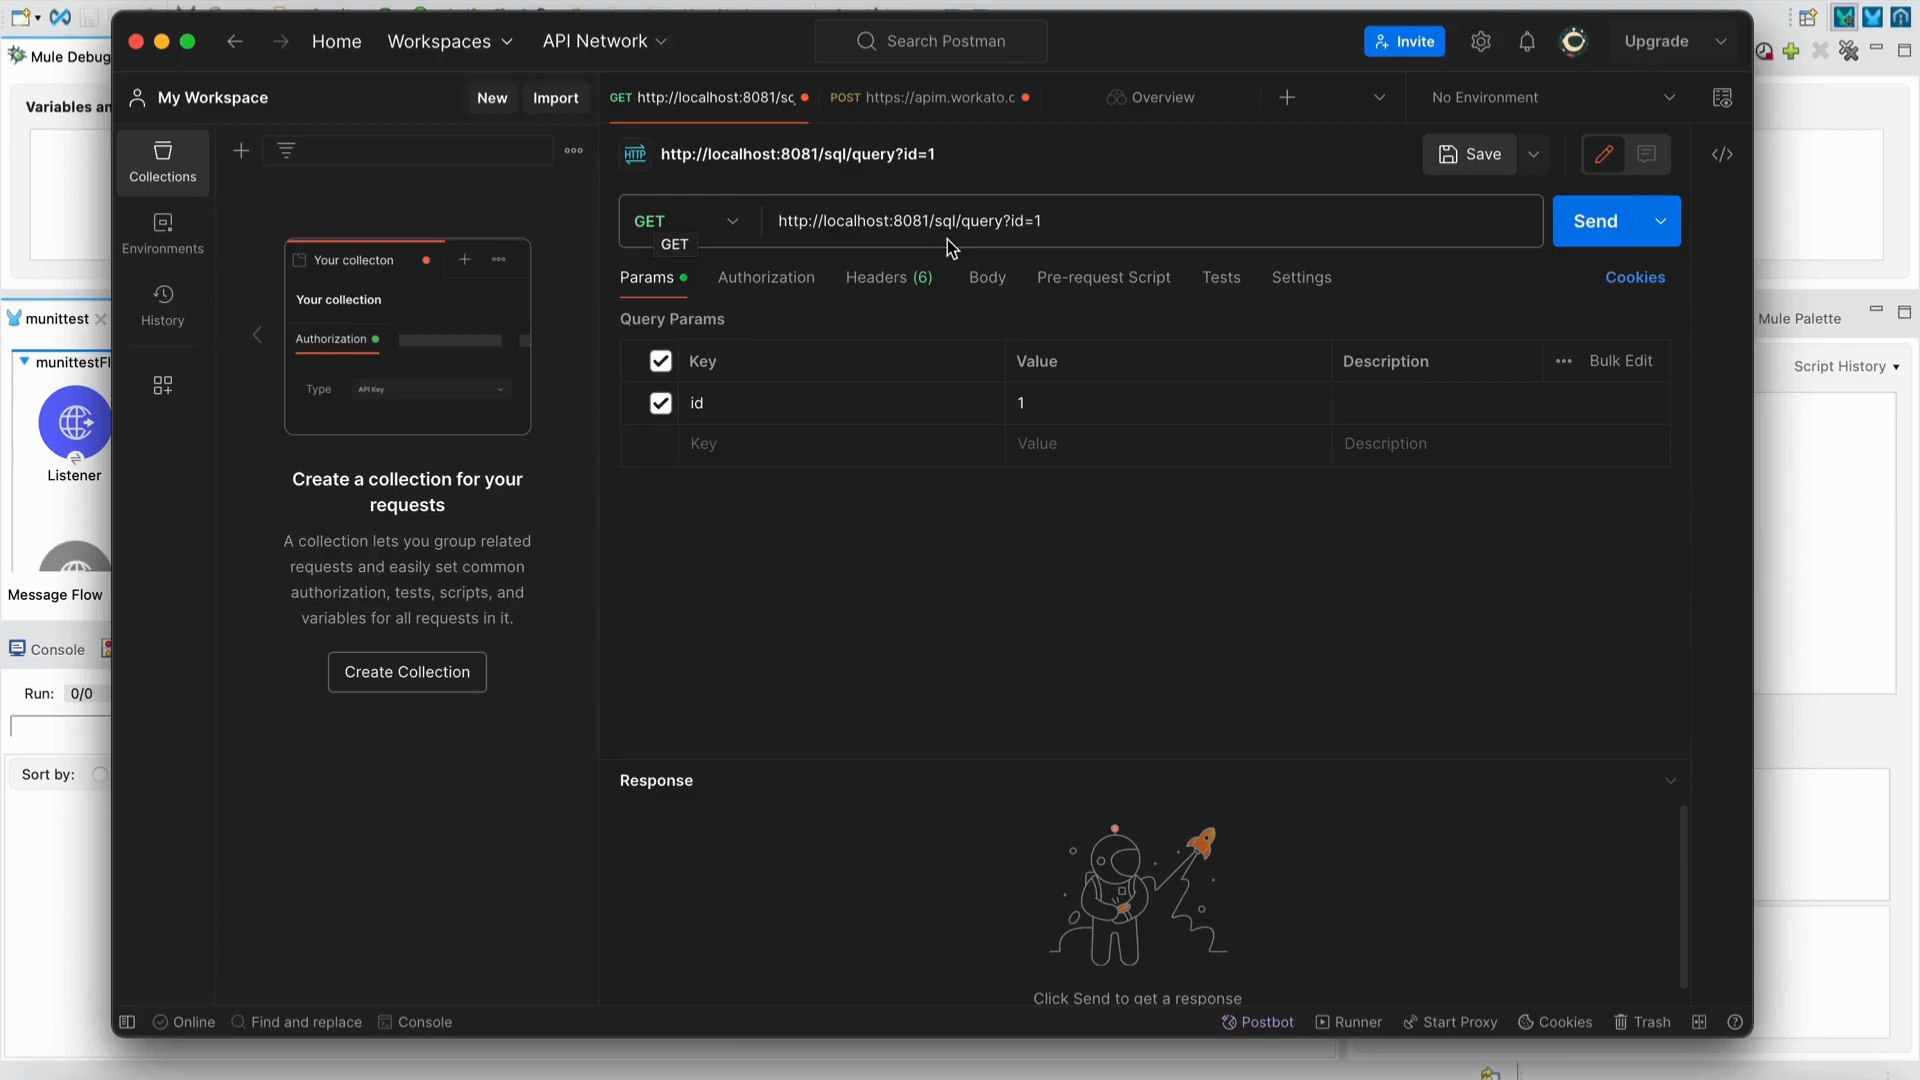 Home
Workspaces
API Network
Search Postman
Invite
Upgrade
Mule Debug
Variables an
My Workspace
New
Import
GET http://localhost:8081/sc
POST https://apim.workato.c
Overview
No Environment
Collections
HTTP http://localhost:8081/sql/query?id=1
Save
GET
http://localhost:8081/sql/query?id=1
Send
GET
Environments
History
Your collecton
Your collection
Authorization
Type
API Key
Create a collection for your
requests
A collection lets you group related
requests and easily set common
authorization, tests, scripts, and
variables for all requests in it.
Create Collection
Params
Authorization
Headers (6)
Body
Pre-request Script
Tests
Settings
Cookies
Query Params
Key
Value
Description
Bulk Edit
id
1
Key
Value
Description
Response
Click Send to get a response
munittest
munittestFl
Listener
Message Flow
Console
Run: 0/0
Sort by:
Mule Palette
Script History
Online
Find and replace
Console
Postbot
Runner
Start Proxy
Cookies
Trash